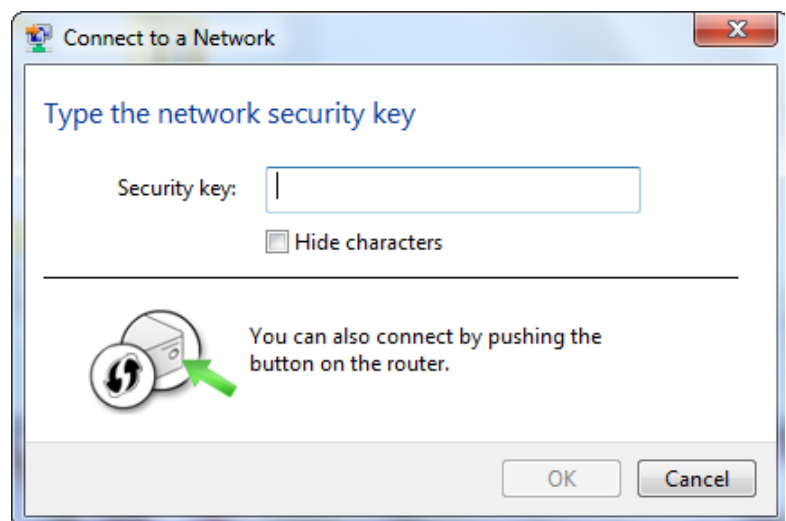 Connect to a Network
Type the network security key
Security key:
Hide characters
You can also connect by pushing the
button on the router.
OK
Cancel